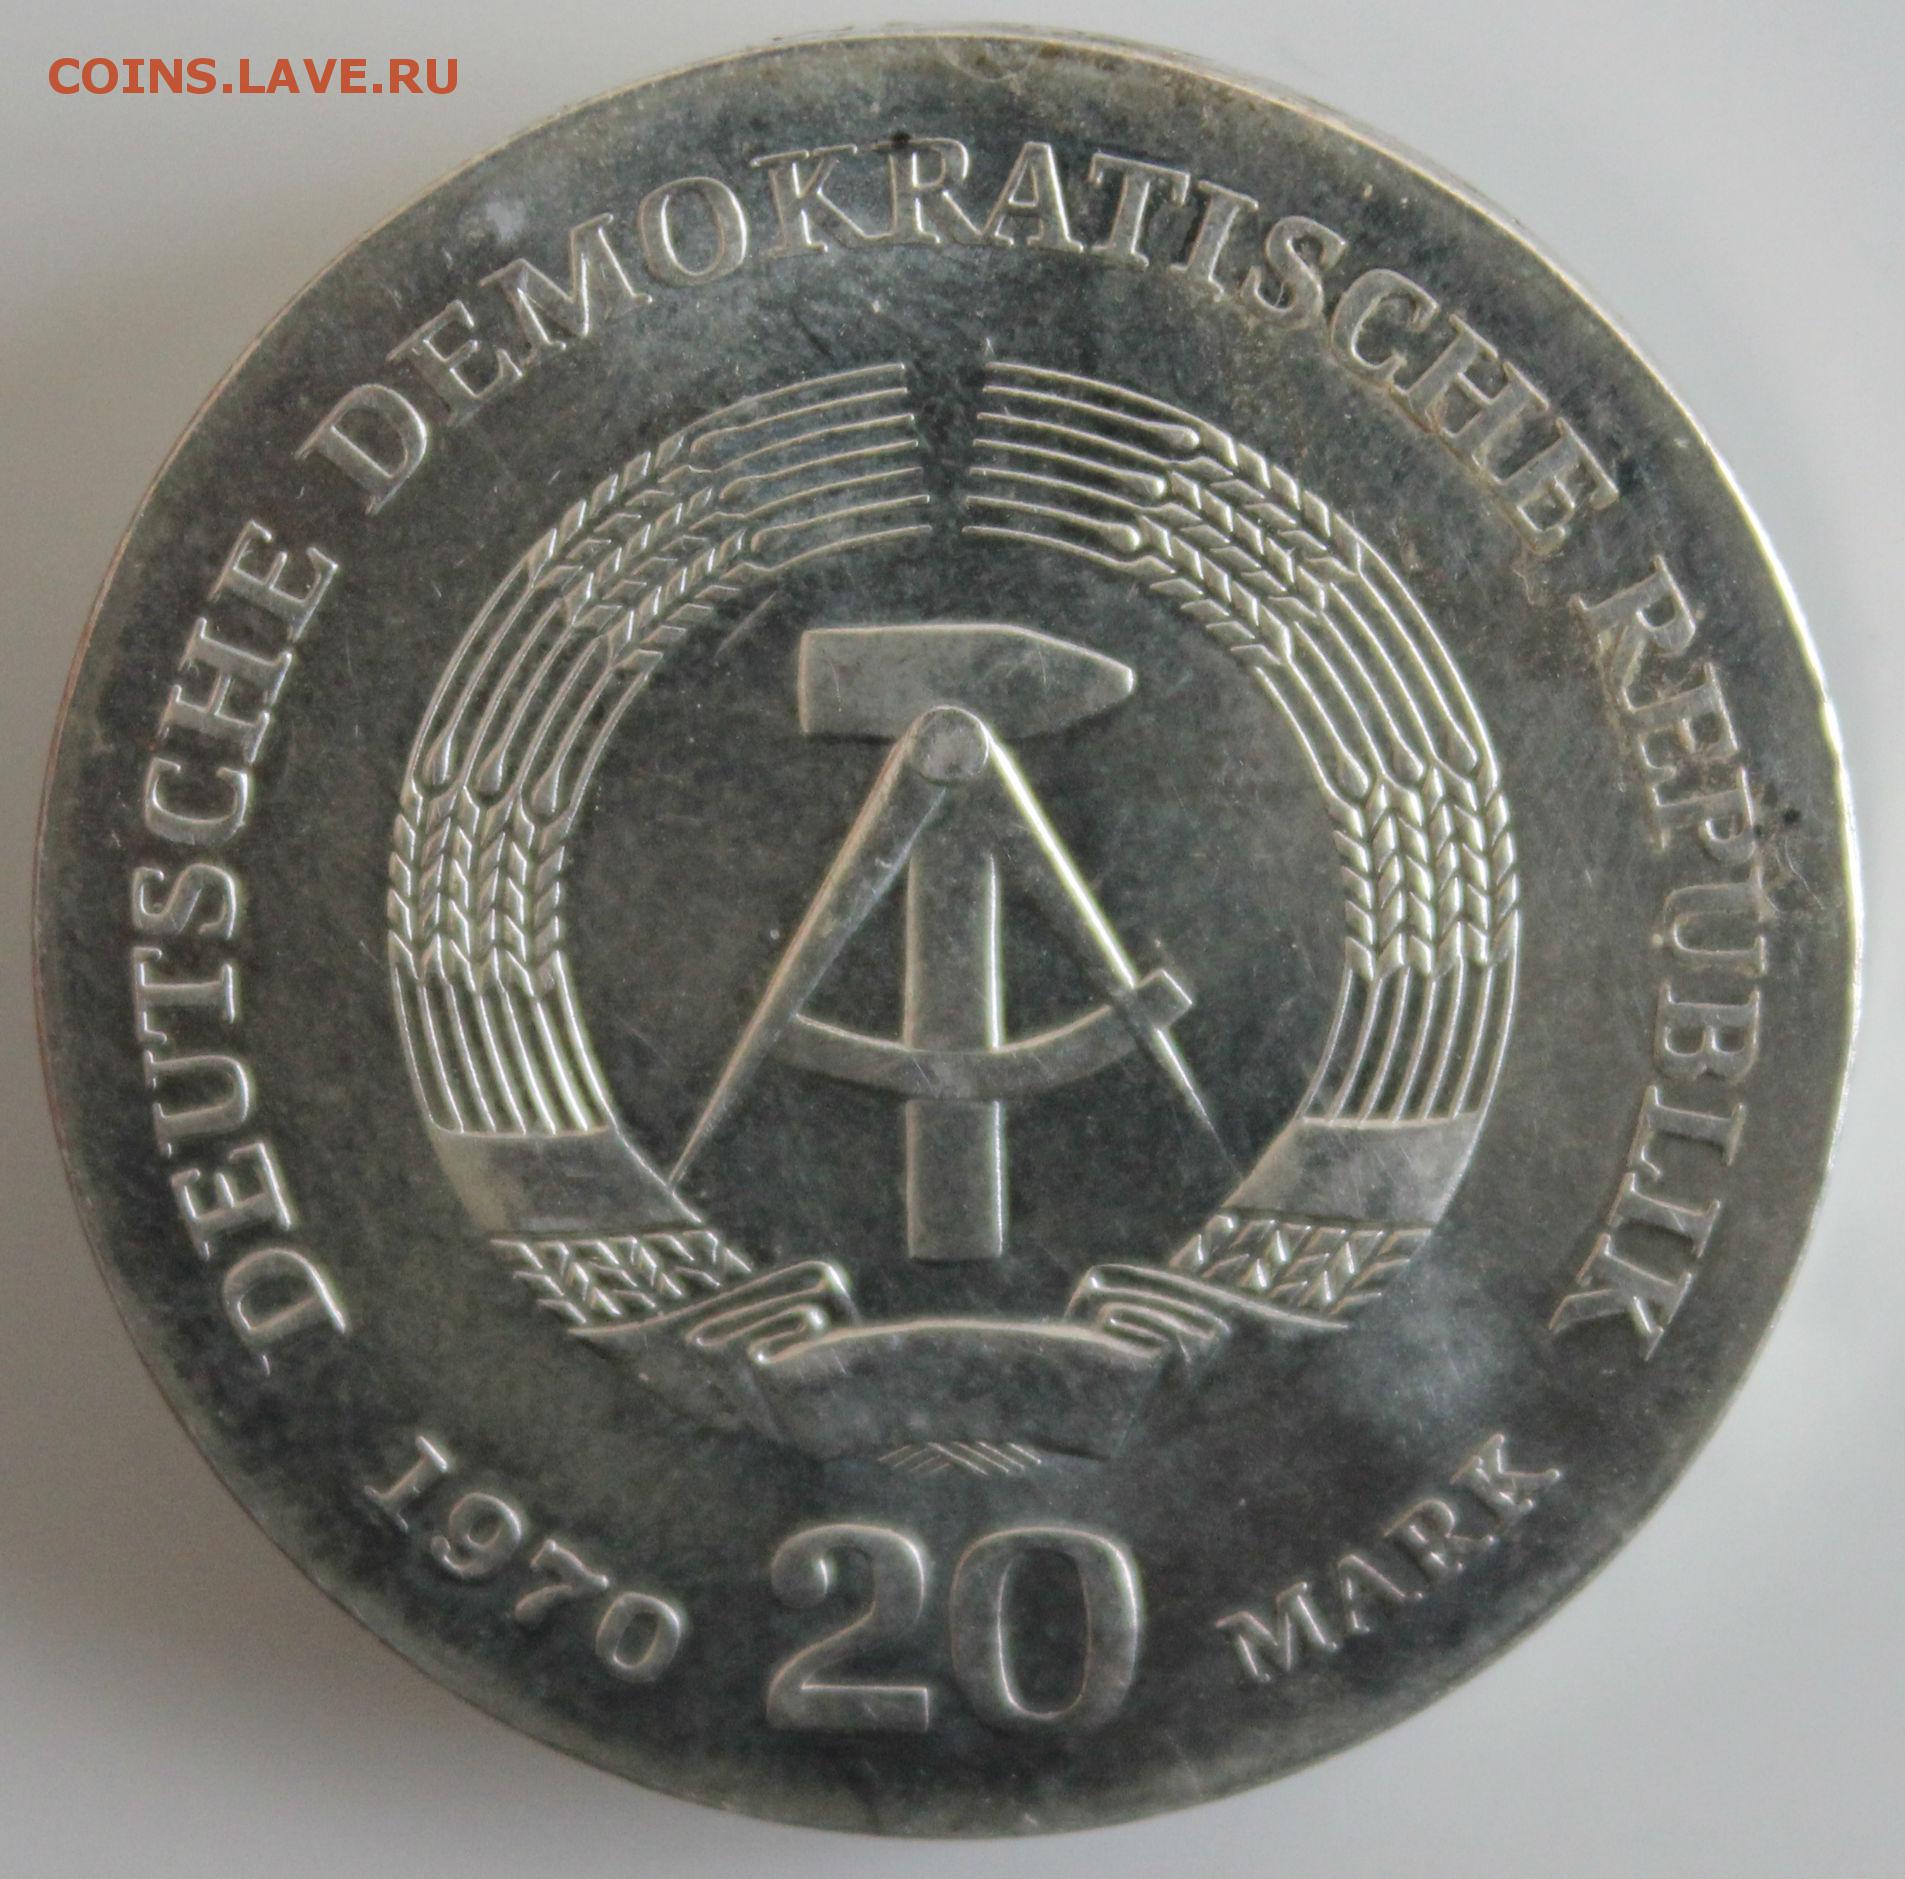 COINS.LAVE.RU
DEUTSCHE DEMOKRATISCHE REPUBLIK
1970 20 MARK